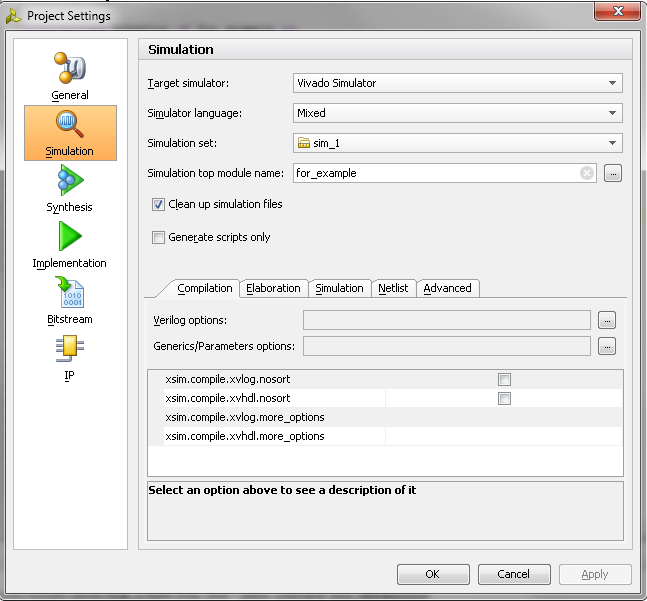 Project Settings
General
Simulation
Synthesis
Implementation
Bitstream
IP
Simulation
Target simulator:
Vivado Simulator
Simulator language:
Mixed
Simulation set:
sim_1
Simulation top module name:
for_example
...
Clean up simulation files
Generate scripts only
Compilation Elaboration Simulation Netlist Advanced
Verilog options:
...
Generics/Parameters options:
...
xsim.compile.xvlog.nosort
xsim.compile.xvhdl.nosort
xsim.compile.xvlog.more_options
xsim.compile.xvhdl.more_options
Select an option above to see a description of it
OK Cancel Apply